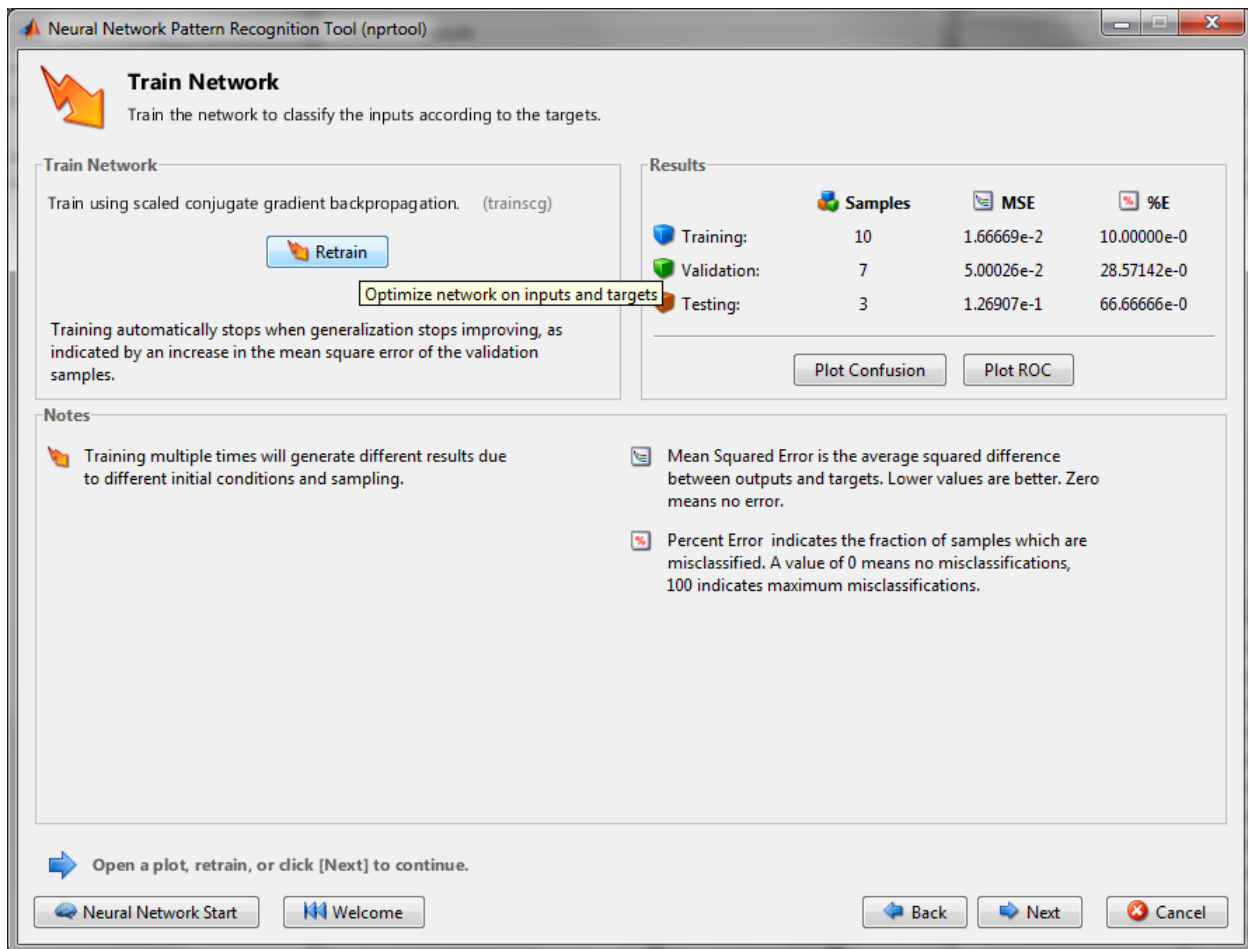 Neural Network Pattern Recognition Tool (nprtool)
Train Network
Train the network to classify the inputs according to the targets.
Train Network
Train using scaled conjugate gradient backpropagation. (trainscg)
Retrain
Optimize network on inputs and targets
Training automatically stops when generalization stops improving, as
indicated by an increase in the mean square error of the validation
samples.
Results
Samples MSE %E
Training: 10 1.66669e-2 10.00000e-0
Validation: 7 5.00026e-2 28.57142e-0
Testing: 3 1.26907e-1 66.66666e-0
Plot Confusion Plot ROC
Notes
Training multiple times will generate different results due
to different initial conditions and sampling.
Mean Squared Error is the average squared difference
between outputs and targets. Lower values are better. Zero
means no error.
Percent Error indicates the fraction of samples which are
misclassified. A value of 0 means no misclassifications,
100 indicates maximum misclassifications.
Open a plot, retrain, or click [Next] to continue.
Neural Network Start Welcome Back Next Cancel